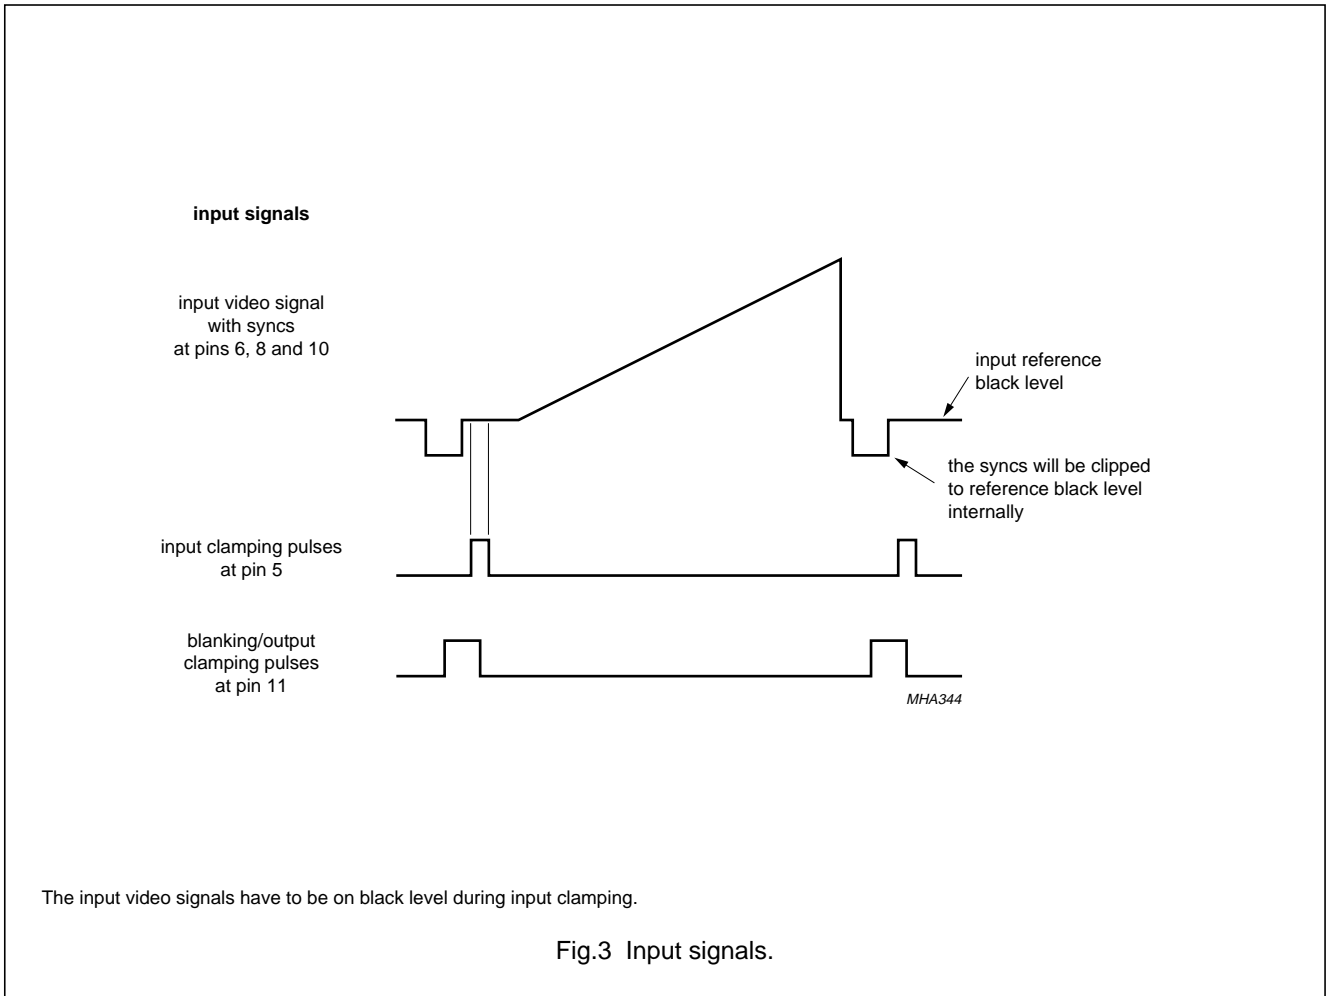 input signals
input video signal
with syncs
at pins 6, 8 and 10
input reference
black level
the syncs will be clipped
to reference black level
internally
input clamping pulses
at pin 5
blanking/output
clamping pulses
at pin 11
MHA344
The input video signals have to be on black level during input clamping.
Fig.3  Input signals.